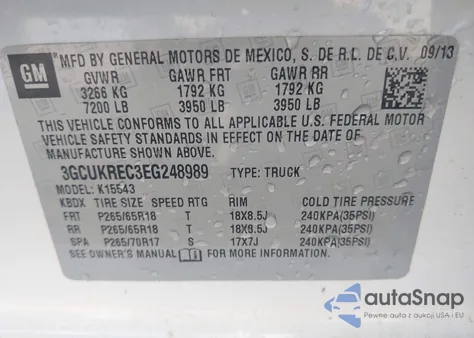 GM
MFD BY GENERAL MOTORS DE MEXICO, S. DE R.L. DE C.V. 09/13
GVWR GAWR FRT GAWR RR
3266 KG 1792 KG 1792 KG
7200 LB 3950 LB 3950 LB
THIS VEHICLE CONFORMS TO ALL APPLICABLE U.S. FEDERAL MOTOR
VEHICLE SAFETY STANDARDS IN EFFECT ON THE DATE OF
MANUFACTURE SHOWN ABOVE.
3GCUKREC3EG248989 TYPE: TRUCK
MODEL: K15543
KBDX TIRE SIZE SPEED RTG RIM COLD TIRE PRESSURE
FRT P265/65R18 T 18X8.5J 240KPA(35PSI)
RR P265/65R18 T 18X8.5J 240KPA(35PSI)
SPA P265/70R17 S 17X7J 240KPA(35PSI)
SEE OWNER'S MANUAL FOR MORE INFORMATION.
autoSnap
Pewne auta z USA i EU